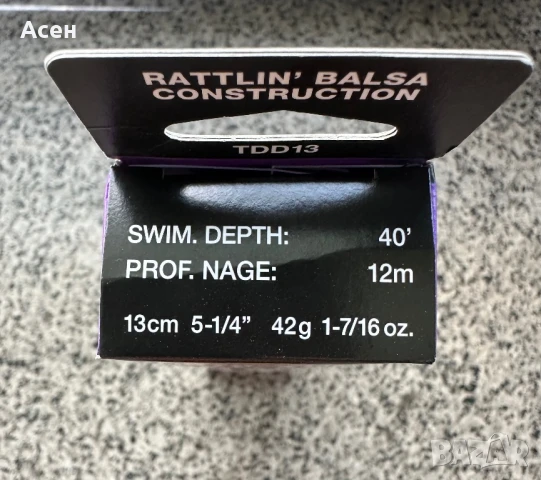 Асен
RATTLIN' BALSA
CONSTRUCTION
TDD13
SWIM. DEPTH: 40'
PROF. NAGE: 12m
13cm 5-1/4" 42g 1-7/16 oz.
BAZAR